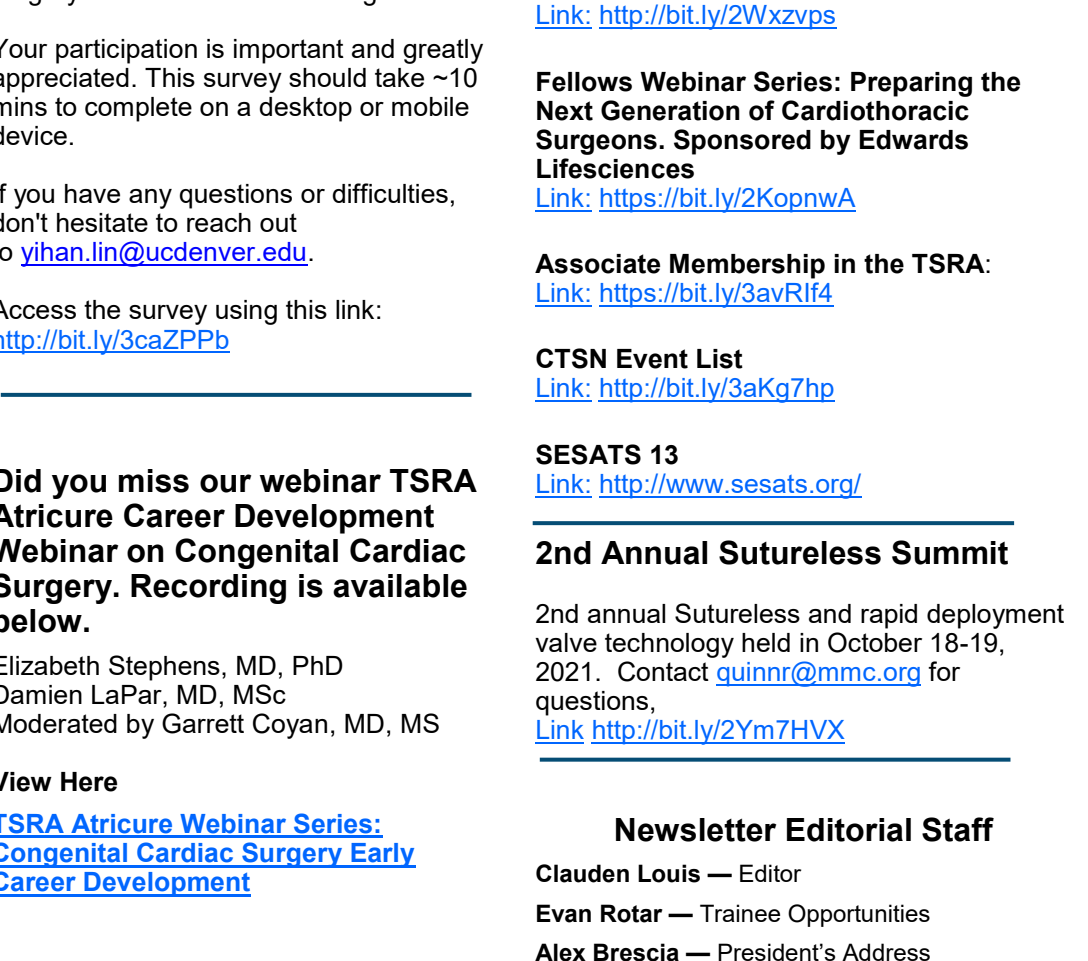 Your participation is important and greatly
appreciated. This survey should take ~10
mins to complete on a desktop or mobile
device.
If you have any questions or difficulties,
don't hesitate to reach out
to yihan.lin@ucdenver.edu.
Access the survey using this link:
http://bit.ly/3caZPPb
Did you miss our webinar TSRA
Atricure Career Development
Webinar on Congenital Cardiac
Surgery. Recording is available
below.
Elizabeth Stephens, MD, PhD
Damien LaPar, MD, MSc
Moderated by Garrett Coyan, MD, MS
View Here
TSRA Atricure Webinar Series:
Congenital Cardiac Surgery Early
Career Development
Link: http://bit.ly/2Wxzvps
Fellows Webinar Series: Preparing the
Next Generation of Cardiothoracic
Surgeons. Sponsored by Edwards
Lifesciences
Link: https://bit.ly/2KopnwA
Associate Membership in the TSRA:
Link: https://bit.ly/3avRIf4
CTSN Event List
Link: http://bit.ly/3aKg7hp
SESATS 13
Link: http://www.sesats.org/
2nd Annual Sutureless Summit
2nd annual Sutureless and rapid deployment
valve technology held in October 18-19,
2021.  Contact quinnr@mmc.org for
questions,
Link http://bit.ly/2Ym7HVX
Newsletter Editorial Staff
Clauden Louis — Editor
Evan Rotar — Trainee Opportunities
Alex Brescia — President's Address